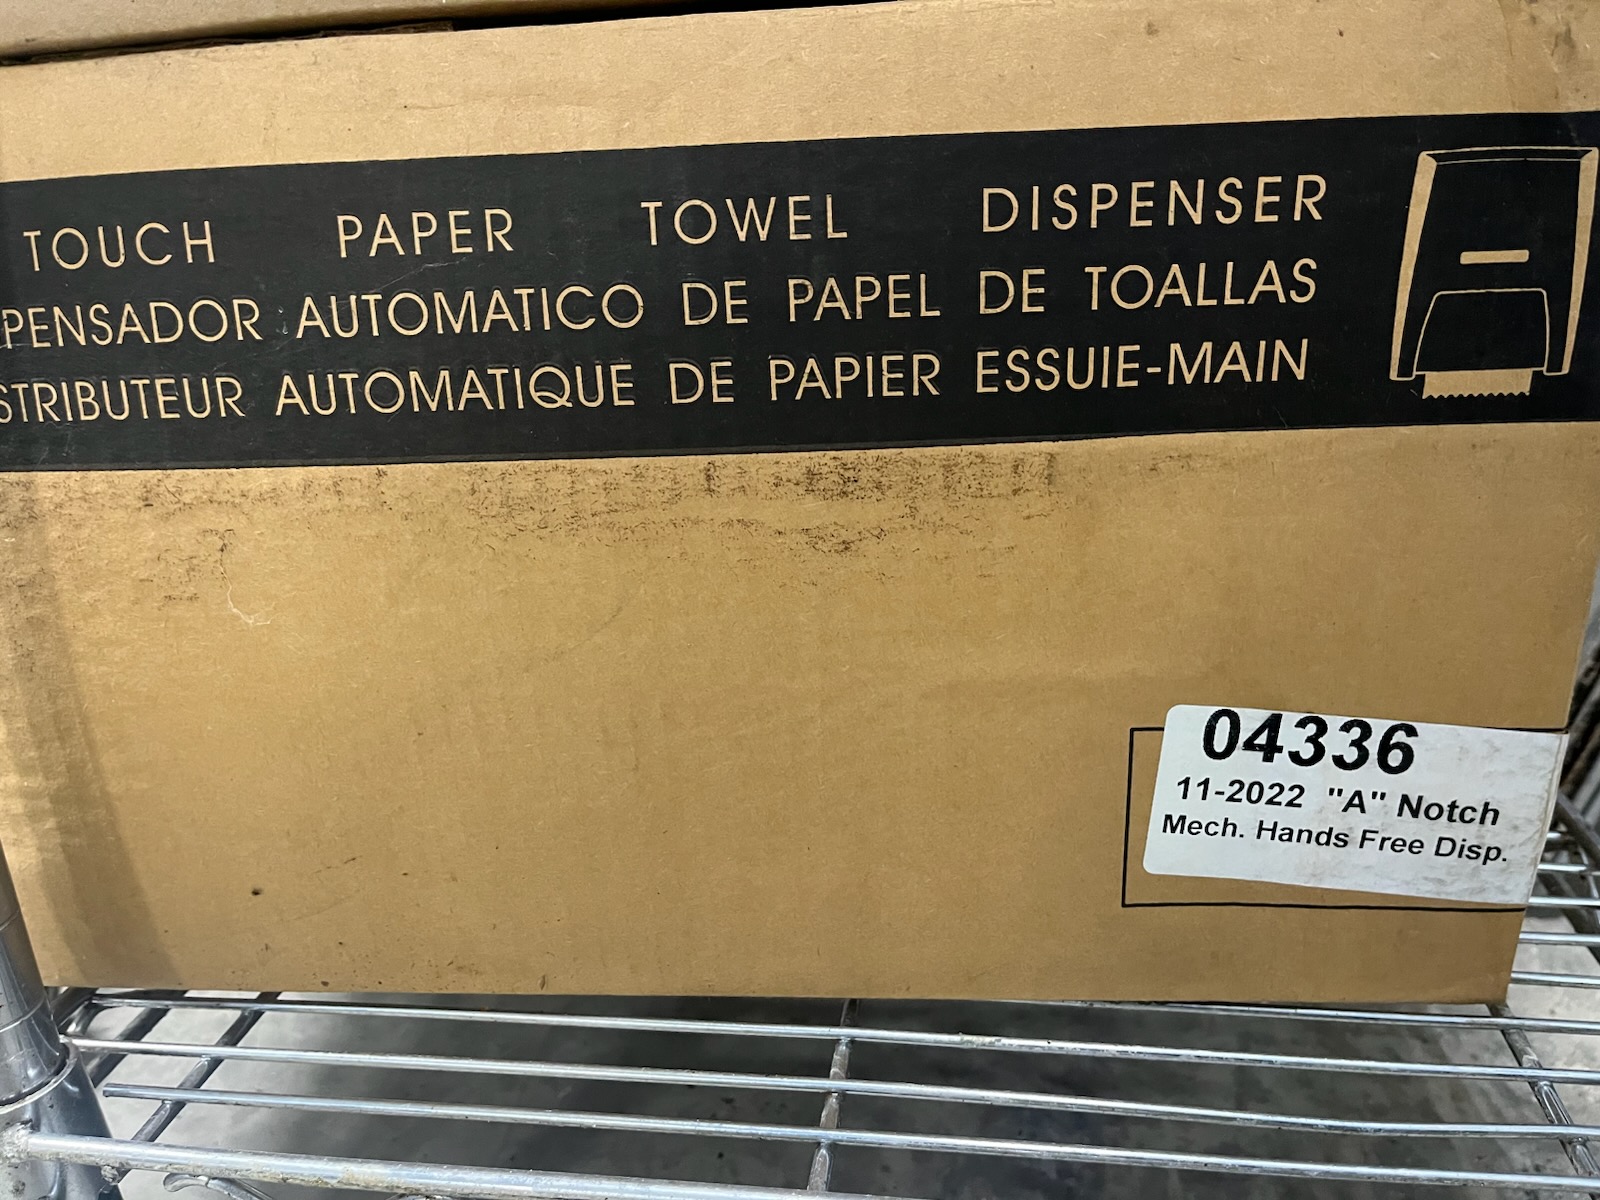 TOUCH PAPER TOWEL DISPENSER
PENSADOR AUTOMATICO DE PAPEL DE TOALLAS
STRIBUTEUR AUTOMATIQUE DE PAPIER ESSUIE-MAIN
04336
11-2022 "A" Notch
Mech. Hands Free Disp.